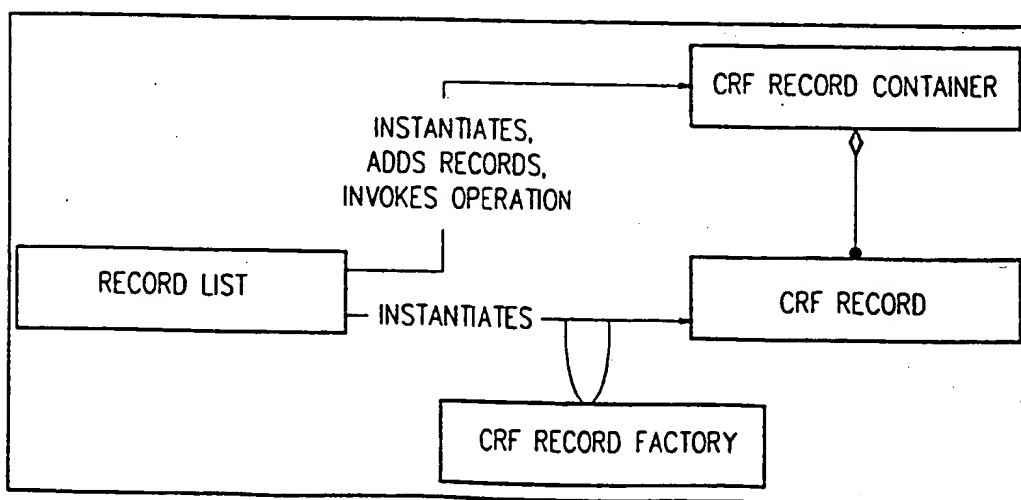 CRF RECORD CONTAINER
INSTANTIATES,
ADDS RECORDS,
INVOKES OPERATION
RECORD LIST
INSTANTIATES
CRF RECORD
CRF RECORD FACTORY